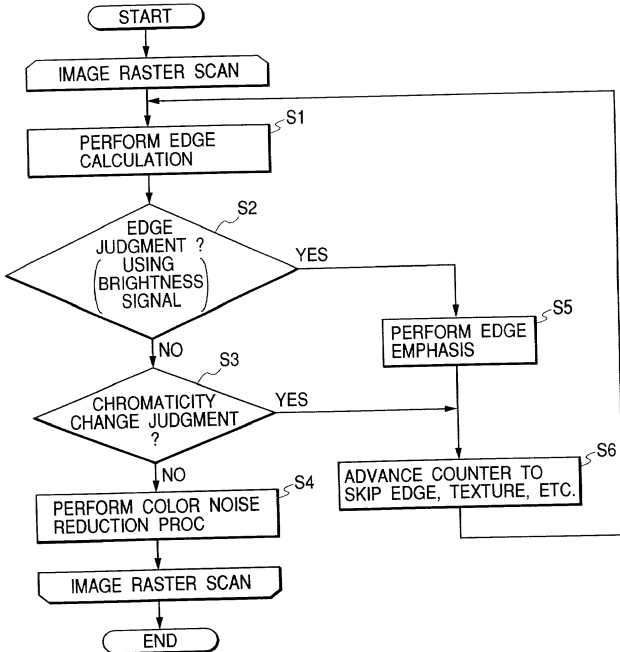 START
IMAGE RASTER SCAN
S1
PERFORM EDGE
CALCULATION
S2
EDGE
JUDGMENT ?
(USING
BRIGHTNESS
SIGNAL)
YES
NO
S5
PERFORM EDGE
EMPHASIS
S3
CHROMATICITY
CHANGE JUDGMENT
?
YES
NO
S6
ADVANCE COUNTER TO
SKIP EDGE, TEXTURE, ETC.
S4
PERFORM COLOR NOISE
REDUCTION PROC
IMAGE RASTER SCAN
END